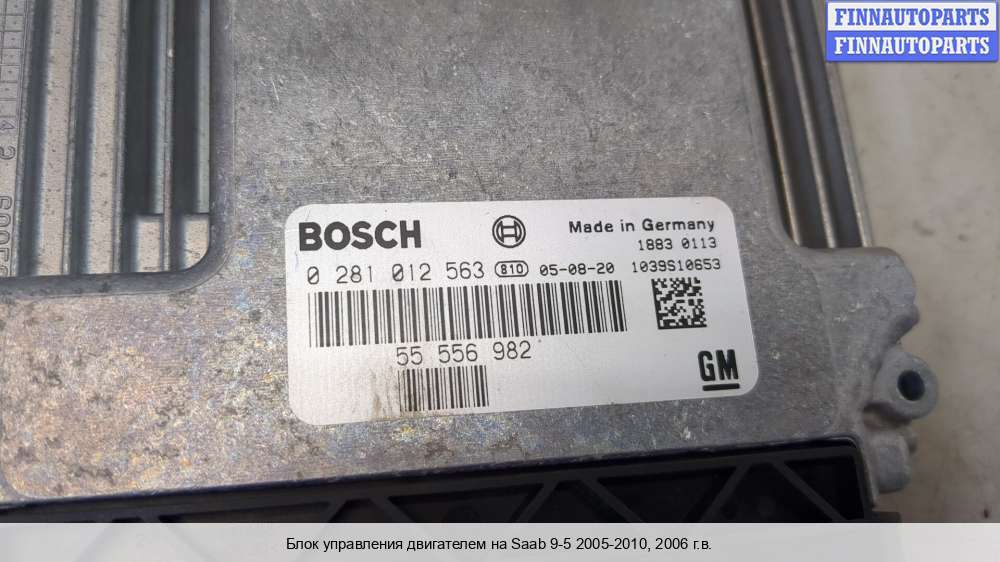 FINNAUTOPARTS
FINNAUTOPARTS
BOSCH
Made in Germany
1883 0113
0 281 012 563 810 05-08-20 1039S10653
55 556 982
GM
Блок управления двигателем на Saab 9-5 2005-2010, 2006 г.в.